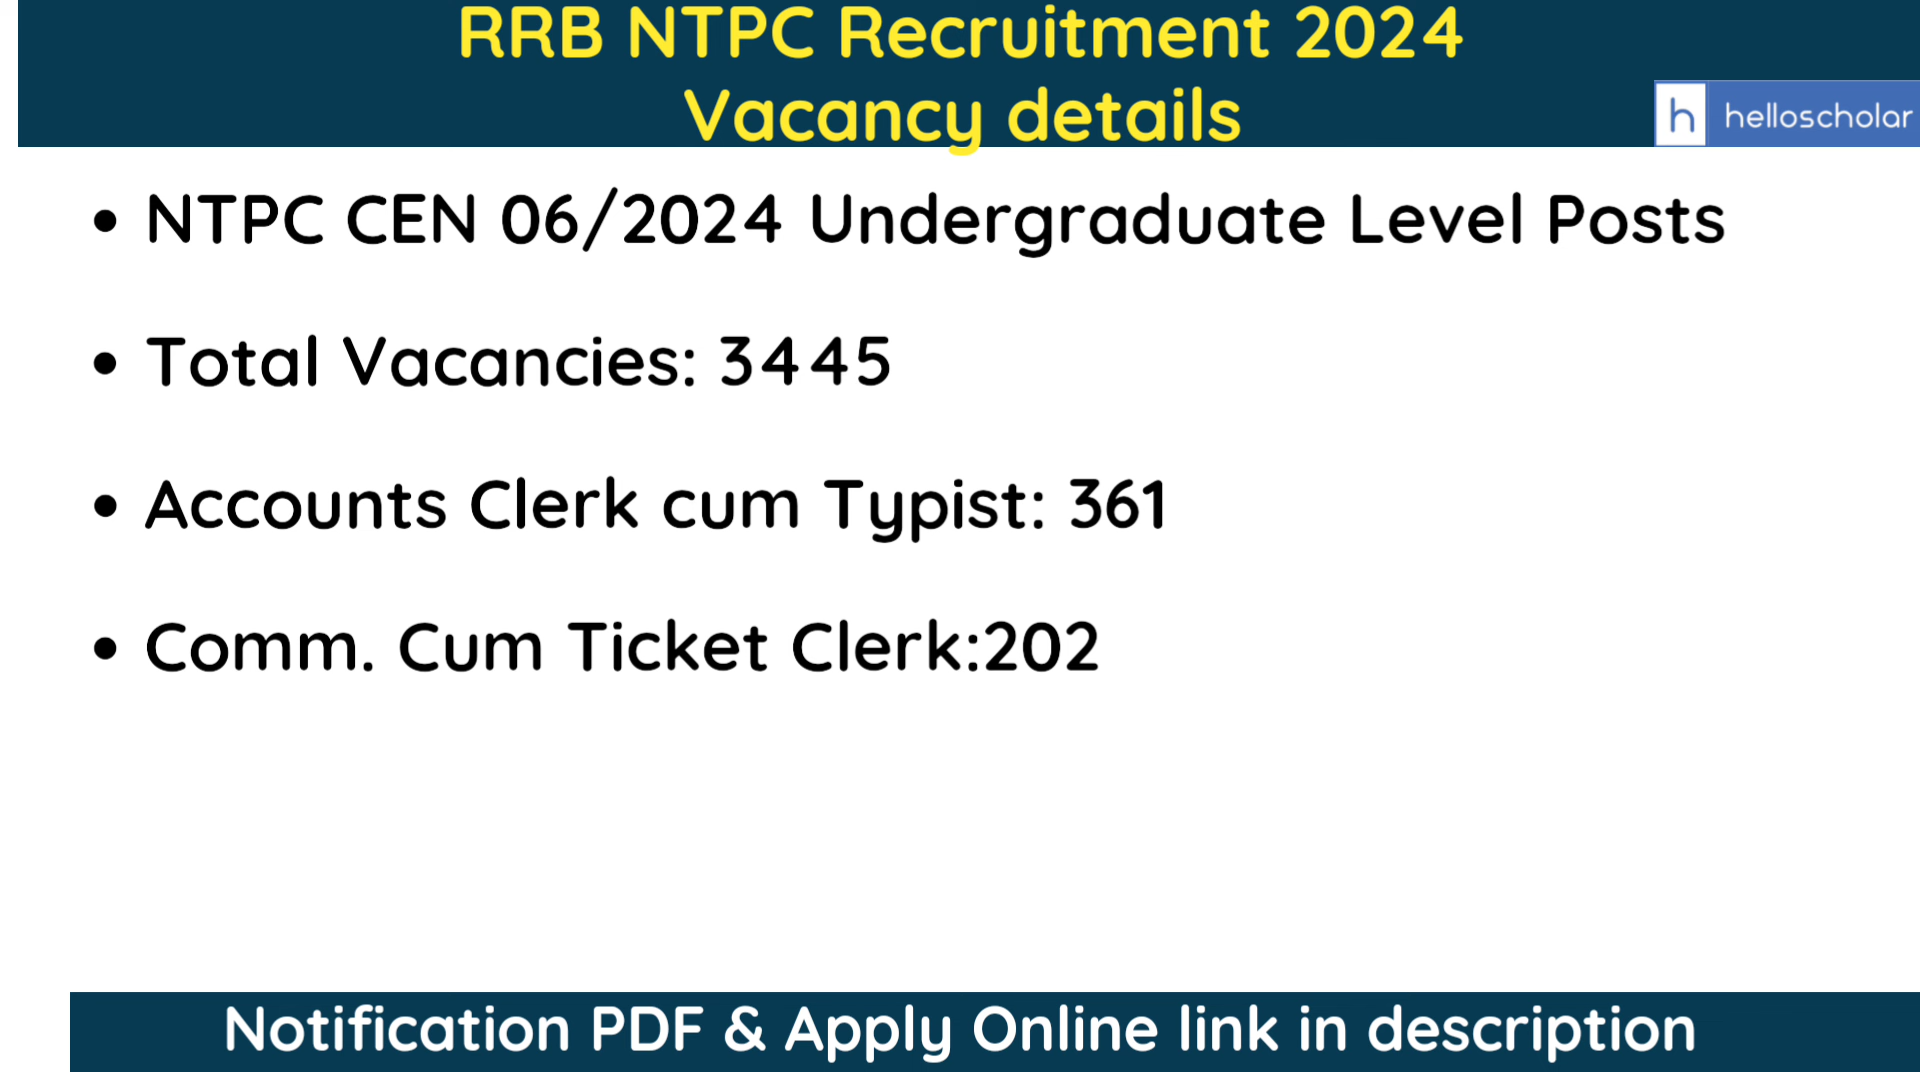 RRB NTPC Recruitment 2024
Vacancy details
h helloscholar
• NTPC CEN 06/2024 Undergraduate Level Posts
• Total Vacancies: 3445
• Accounts Clerk cum Typist: 361
• Comm. Cum Ticket Clerk:202
Notification PDF & Apply Online link in description